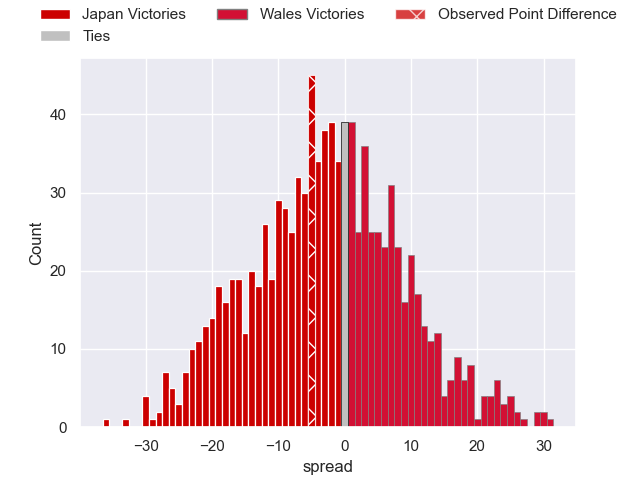 Japan Victories Wales Victories Observed Point Difference
Ties
40
30
20
10
0
Count
−30 −20 −10 0 10 20 30
spread